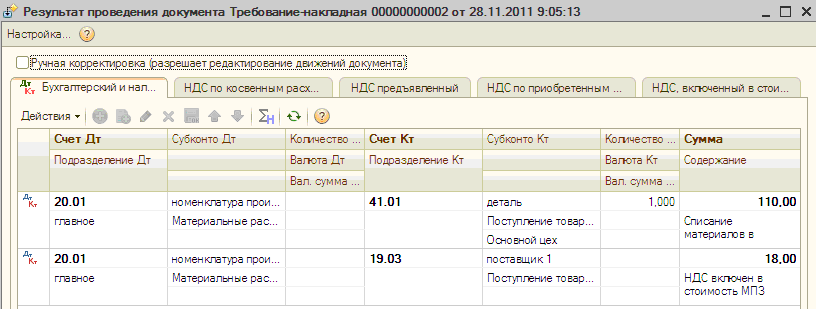 Результат проведения документа Требование-накладная 00000000002 от 28.11.2011 9:05:13
Настройка...
Ручная корректировка (разрешает редактирование движений документа)
Бухгалтерский и нал... НДС по косвенным расх... НДС предъявленный НДС по приобретенным ... НДС, включенный в стои...
Действия
Счет Дт Субконто Дт Количество ... Счет Кт Субконто Кт Количество ... Сумма
Подразделение Дт Валюта Дт Подразделение Кт Валюта Кт Содержание
Вал. сумма ... Вал. сумма ...
20.01 номенклатура прои... 41.01 деталь 1,000 110,00
главное Материальные рас... Поступление товар... Списание
материалов в
Основной цех
20.01 номенклатура прои... 19.03 поставщик 1 18,00
главное Материальные рас... Поступление товар... НДС включен в
стоимость МПЗ